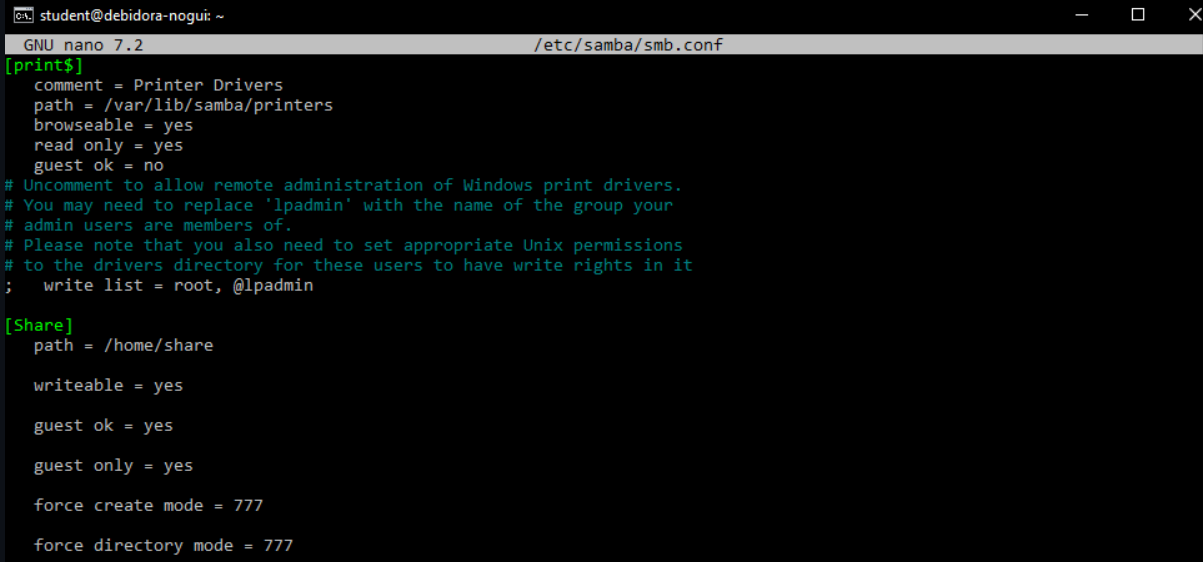 student@debidora-nogui: ~
GNU nano 7.2 /etc/samba/smb.conf
[print$]
comment = Printer Drivers
path = /var/lib/samba/printers
browseable = yes
read only = yes
guest ok = no
# Uncomment to allow remote administration of Windows print drivers.
# You may need to replace 'lpadmin' with the name of the group your
# admin users are members of.
# Please note that you also need to set appropriate Unix permissions
# to the drivers directory for these users to have write rights in it
;   write list = root, @lpadmin
[Share]
path = /home/share
writeable = yes
guest ok = yes
guest only = yes
force create mode = 777
force directory mode = 777